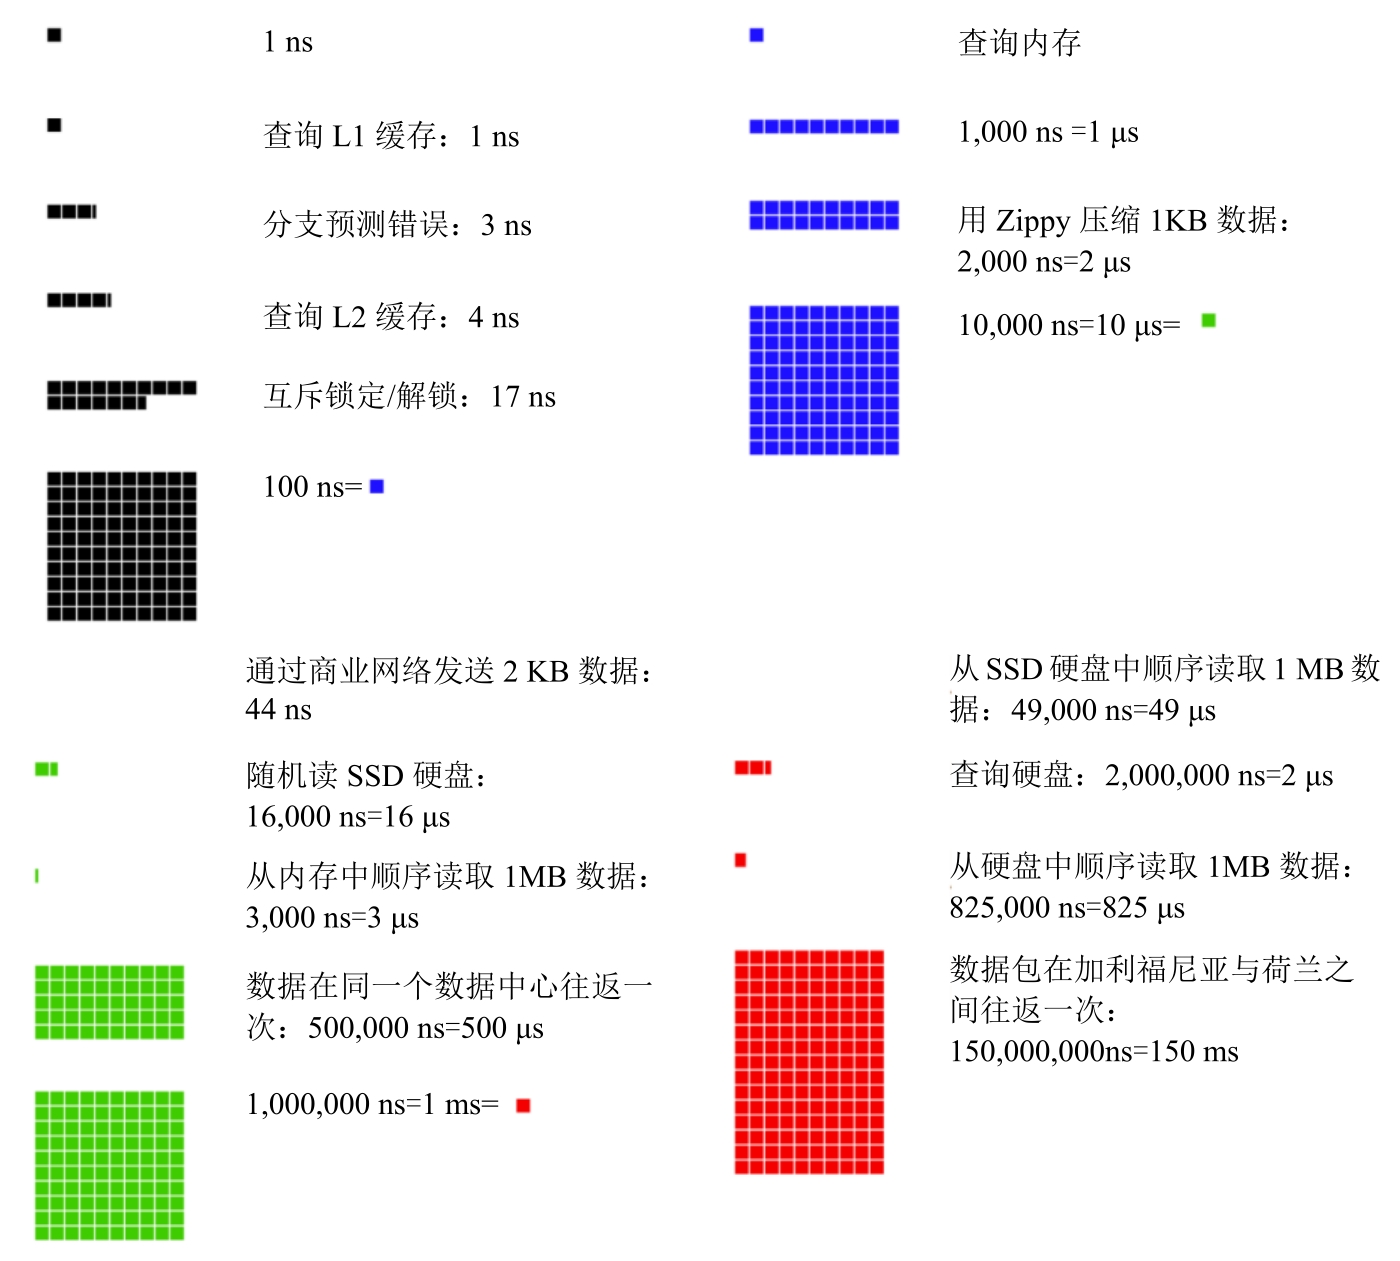 1 ns
查询 L1 缓存：1 ns
分支预测错误：3 ns
查询 L2 缓存：4 ns
互斥锁定/解锁：17 ns
100 ns=
查询内存
1,000 ns =1 μs
用 Zippy 压缩 1KB 数据：
2,000 ns=2 μs
10,000 ns=10 μs=
通过商业网络发送 2 KB 数据：
44 ns
随机读 SSD 硬盘：
16,000 ns=16 μs
从内存中顺序读取 1MB 数据：
3,000 ns=3 μs
数据在同一个数据中心往返一
次：500,000 ns=500 μs
1,000,000 ns=1 ms=
从 SSD 硬盘中顺序读取 1 MB 数
据：49,000 ns=49 μs
查询硬盘：2,000,000 ns=2 μs
从硬盘中顺序读取 1MB 数据：
825,000 ns=825 μs
数据包在加利福尼亚与荷兰之
间往返一次：
150,000,000ns=150 ms